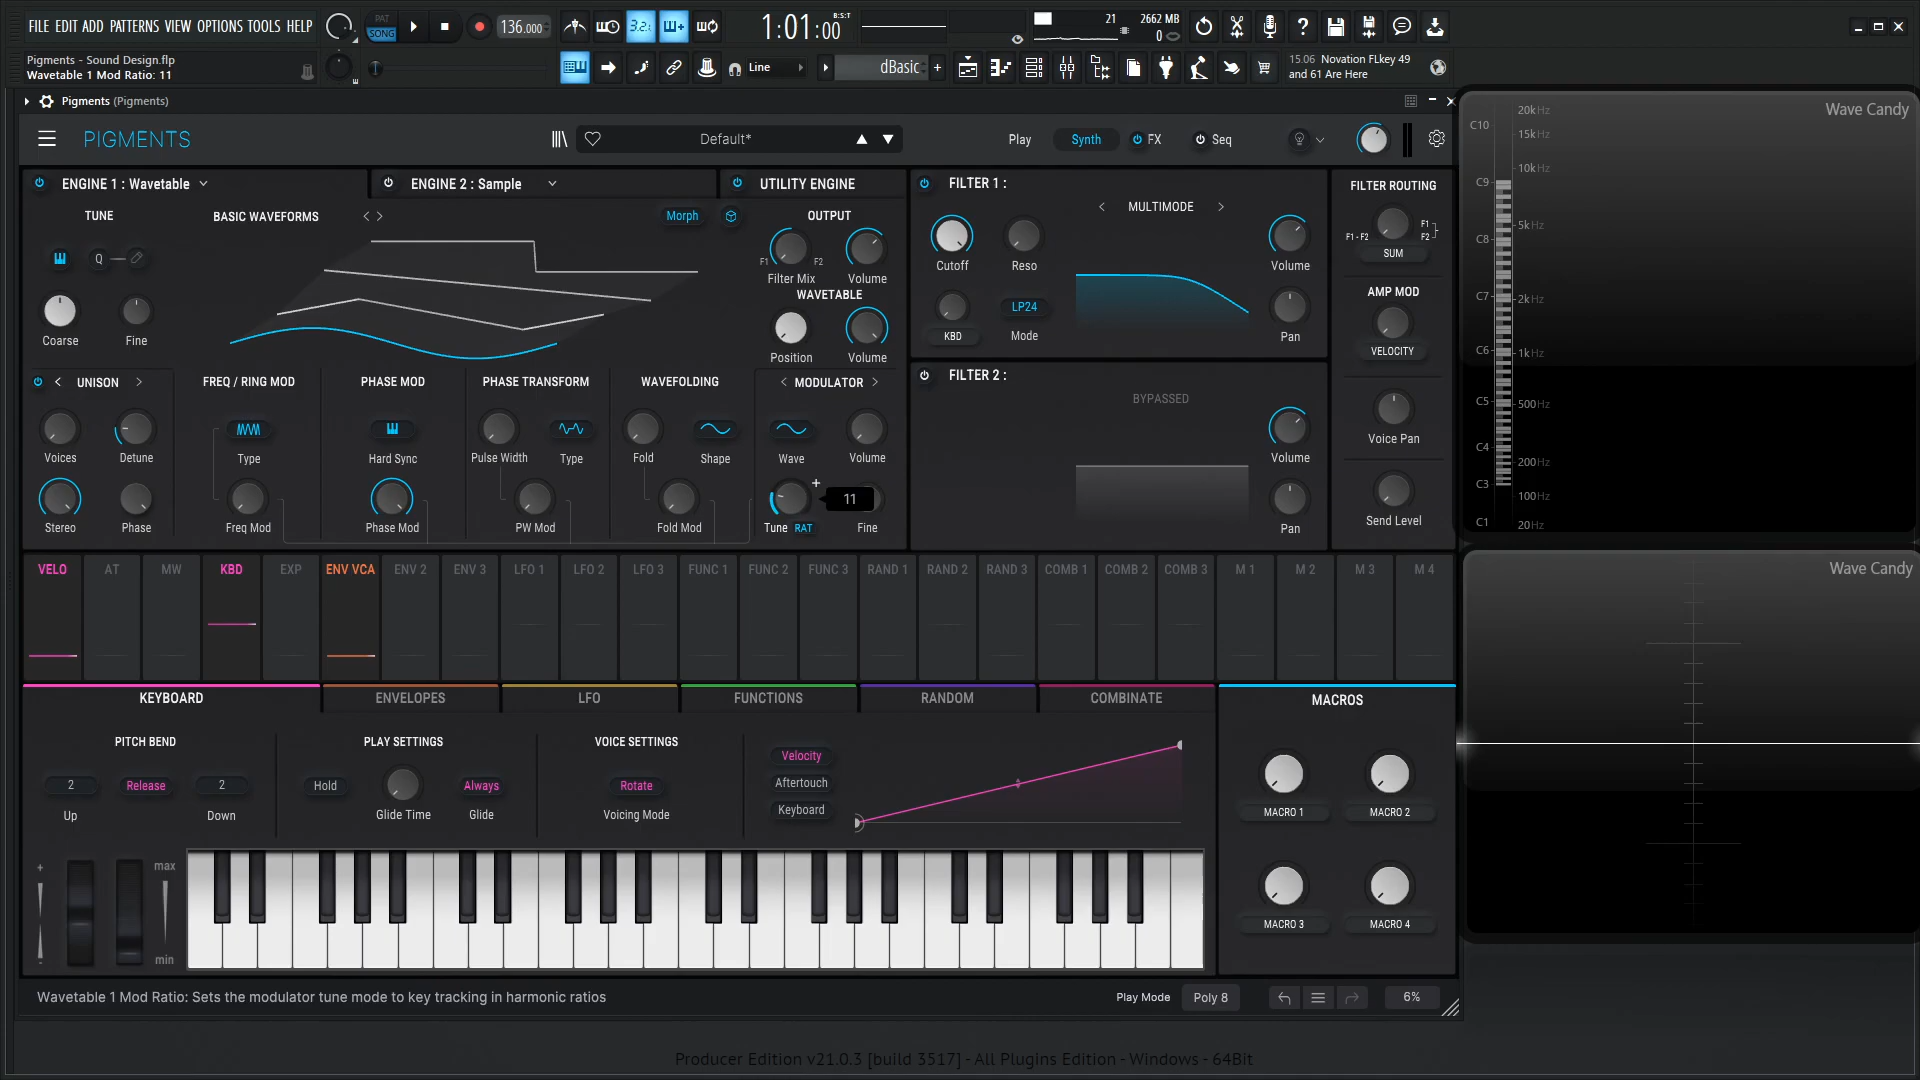 FILE EDIT ADD PATTERNS VIEW OPTIONS TOOLS HELP
PAT
SONG
136.000
3.2.
1:01:00
B:S:T
21
2662 MB
0
Pigments - Sound Design.flp
Wavetable 1 Mod Ratio: 11
Line
dBasic
15.06 Novation FLkey 49
and 61 Are Here
Pigments (Pigments)
PIGMENTS
Default*
Play
Synth
FX
Seq
ENGINE 1 : Wavetable
ENGINE 2 : Sample
UTILITY ENGINE
TUNE
BASIC WAVEFORMS
Morph
OUTPUT
Q
F1
F2
Filter Mix
Volume
WAVETABLE
Coarse
Fine
Position
Volume
UNISON
FREQ / RING MOD
PHASE MOD
PHASE TRANSFORM
WAVEFOLDING
MODULATOR
Voices
Detune
Type
Hard Sync
Pulse Width
Type
Fold
Shape
Wave
Volume
11
Stereo
Phase
Freq Mod
Phase Mod
PW Mod
Fold Mod
Tune
RAT
Fine
FILTER 1 :
MULTIMODE
Cutoff
Reso
Volume
KBD
LP24
Mode
Pan
FILTER 2 :
BYPASSED
Volume
Pan
FILTER ROUTING
F1 - F2
F1
F2
SUM
AMP MOD
VELOCITY
Voice Pan
Send Level
VELO
AT
MW
KBD
EXP
ENV VCA
ENV 2
ENV 3
LFO 1
LFO 2
LFO 3
FUNC 1
FUNC 2
FUNC 3
RAND 1
RAND 2
RAND 3
COMB 1
COMB 2
COMB 3
M 1
M 2
M 3
M 4
KEYBOARD
ENVELOPES
LFO
FUNCTIONS
RANDOM
COMBINATE
MACROS
PITCH BEND
PLAY SETTINGS
VOICE SETTINGS
2
Release
2
Up
Down
Hold
Glide Time
Always
Glide
Rotate
Voicing Mode
Velocity
Aftertouch
Keyboard
MACRO 1
MACRO 2
MACRO 3
MACRO 4
+
-
max
min
Wavetable 1 Mod Ratio: Sets the modulator tune mode to key tracking in harmonic ratios
Play Mode
Poly 8
6%
Producer Edition v21.0.3 [build 3517] - All Plugins Edition - Windows - 64Bit
Wave Candy
C10
C9
C8
C7
C6
C5
C4
C3
C1
20kHz
15kHz
10kHz
5kHz
2kHz
1kHz
500Hz
200Hz
100Hz
20Hz
Wave Candy